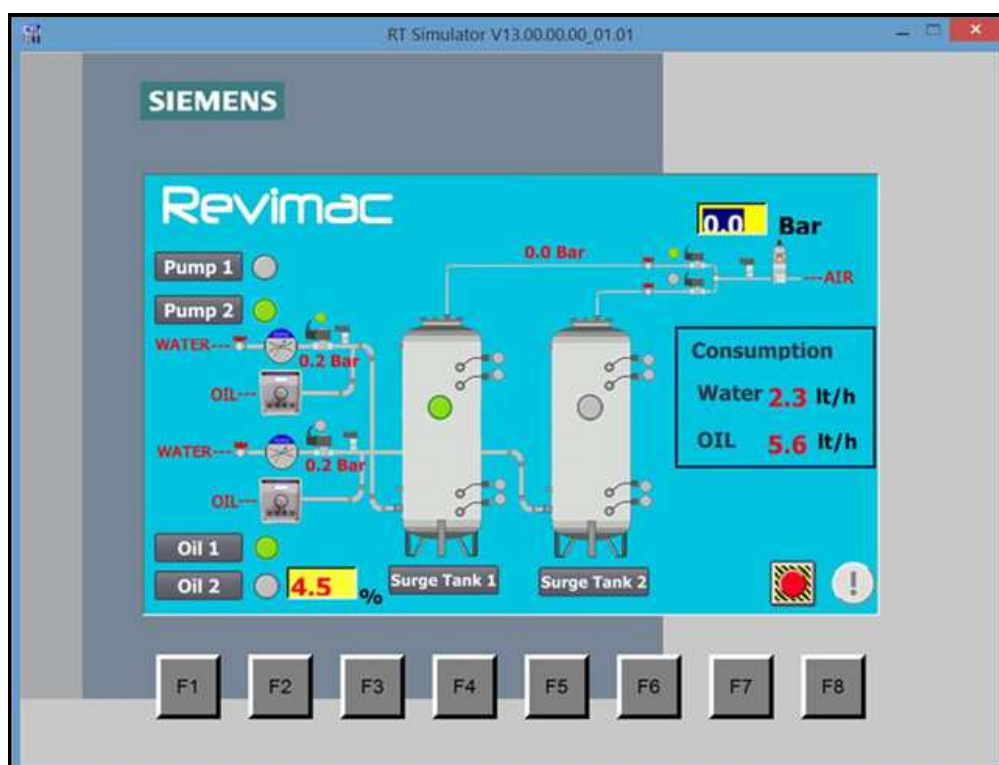 RT Simulator V13.00.00.00_01.01
SIEMENS
Revimac
0.0 Bar
0.0 Bar
Pump 1
---AIR
Pump 2
WATER---
0.2 Bar
Consumption
OIL---
Water 2.3 lt/h
WATER---
OIL 5.6 lt/h
0.2 Bar
OIL---
Oil 1
Oil 2 4.5 %
Surge Tank 1
Surge Tank 2
!
F1 F2 F3 F4 F5 F6 F7 F8